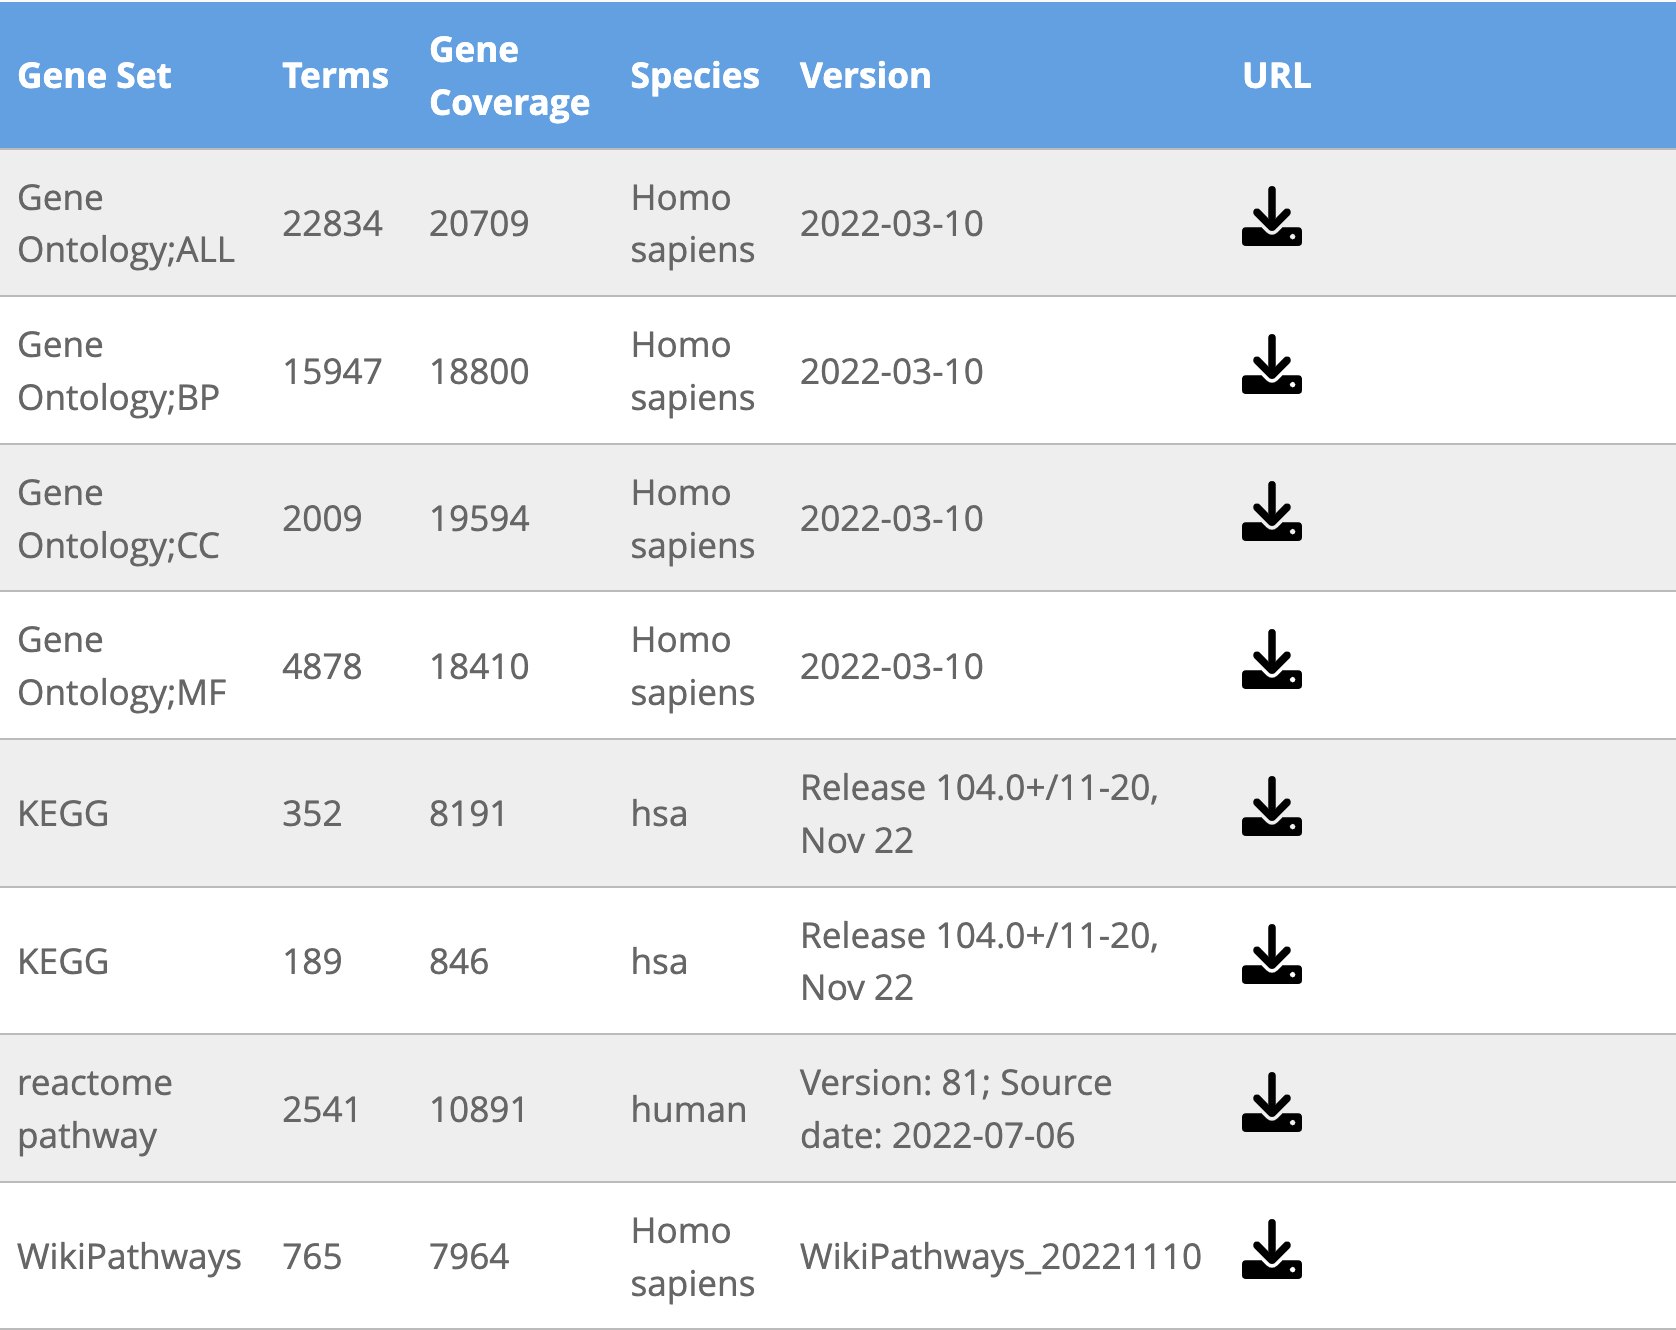 Gene Set Terms Gene Coverage Species Version URL
Gene Ontology;ALL 22834 20709 Homo sapiens 2022-03-10
Gene Ontology;BP 15947 18800 Homo sapiens 2022-03-10
Gene Ontology;CC 2009 19594 Homo sapiens 2022-03-10
Gene Ontology;MF 4878 18410 Homo sapiens 2022-03-10
KEGG 352 8191 hsa Release 104.0+/11-20, Nov 22
KEGG 189 846 hsa Release 104.0+/11-20, Nov 22
reactome pathway 2541 10891 human Version: 81; Source date: 2022-07-06
WikiPathways 765 7964 Homo sapiens WikiPathways_20221110